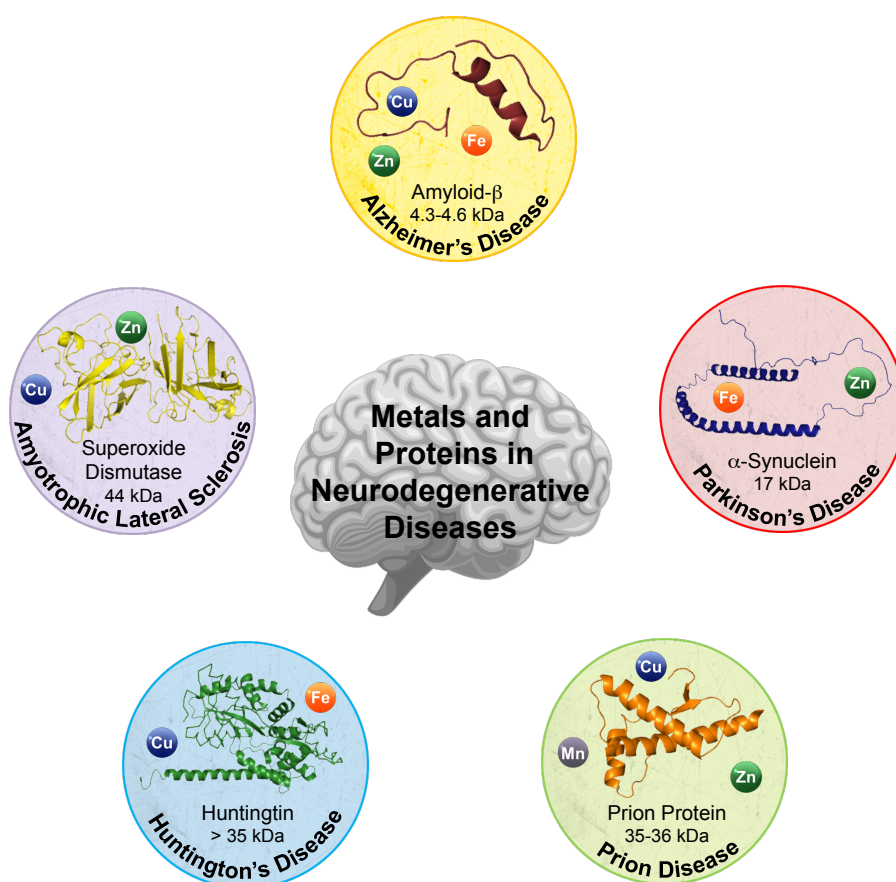 Cu
Fe
Zn
Amyloid-β
4.3-4.6 kDa
Alzheimer's Disease
Zn
Cu
Superoxide
Dismutase
44 kDa
Amyotrophic Lateral Sclerosis
Metals and
Proteins in
Neurodegenerative
Diseases
Fe
Zn
α-Synuclein
17 kDa
Parkinson's Disease
Fe
Cu
Huntingtin
> 35 kDa
Huntington's Disease
Cu
Mn
Zn
Prion Protein
35-36 kDa
Prion Disease